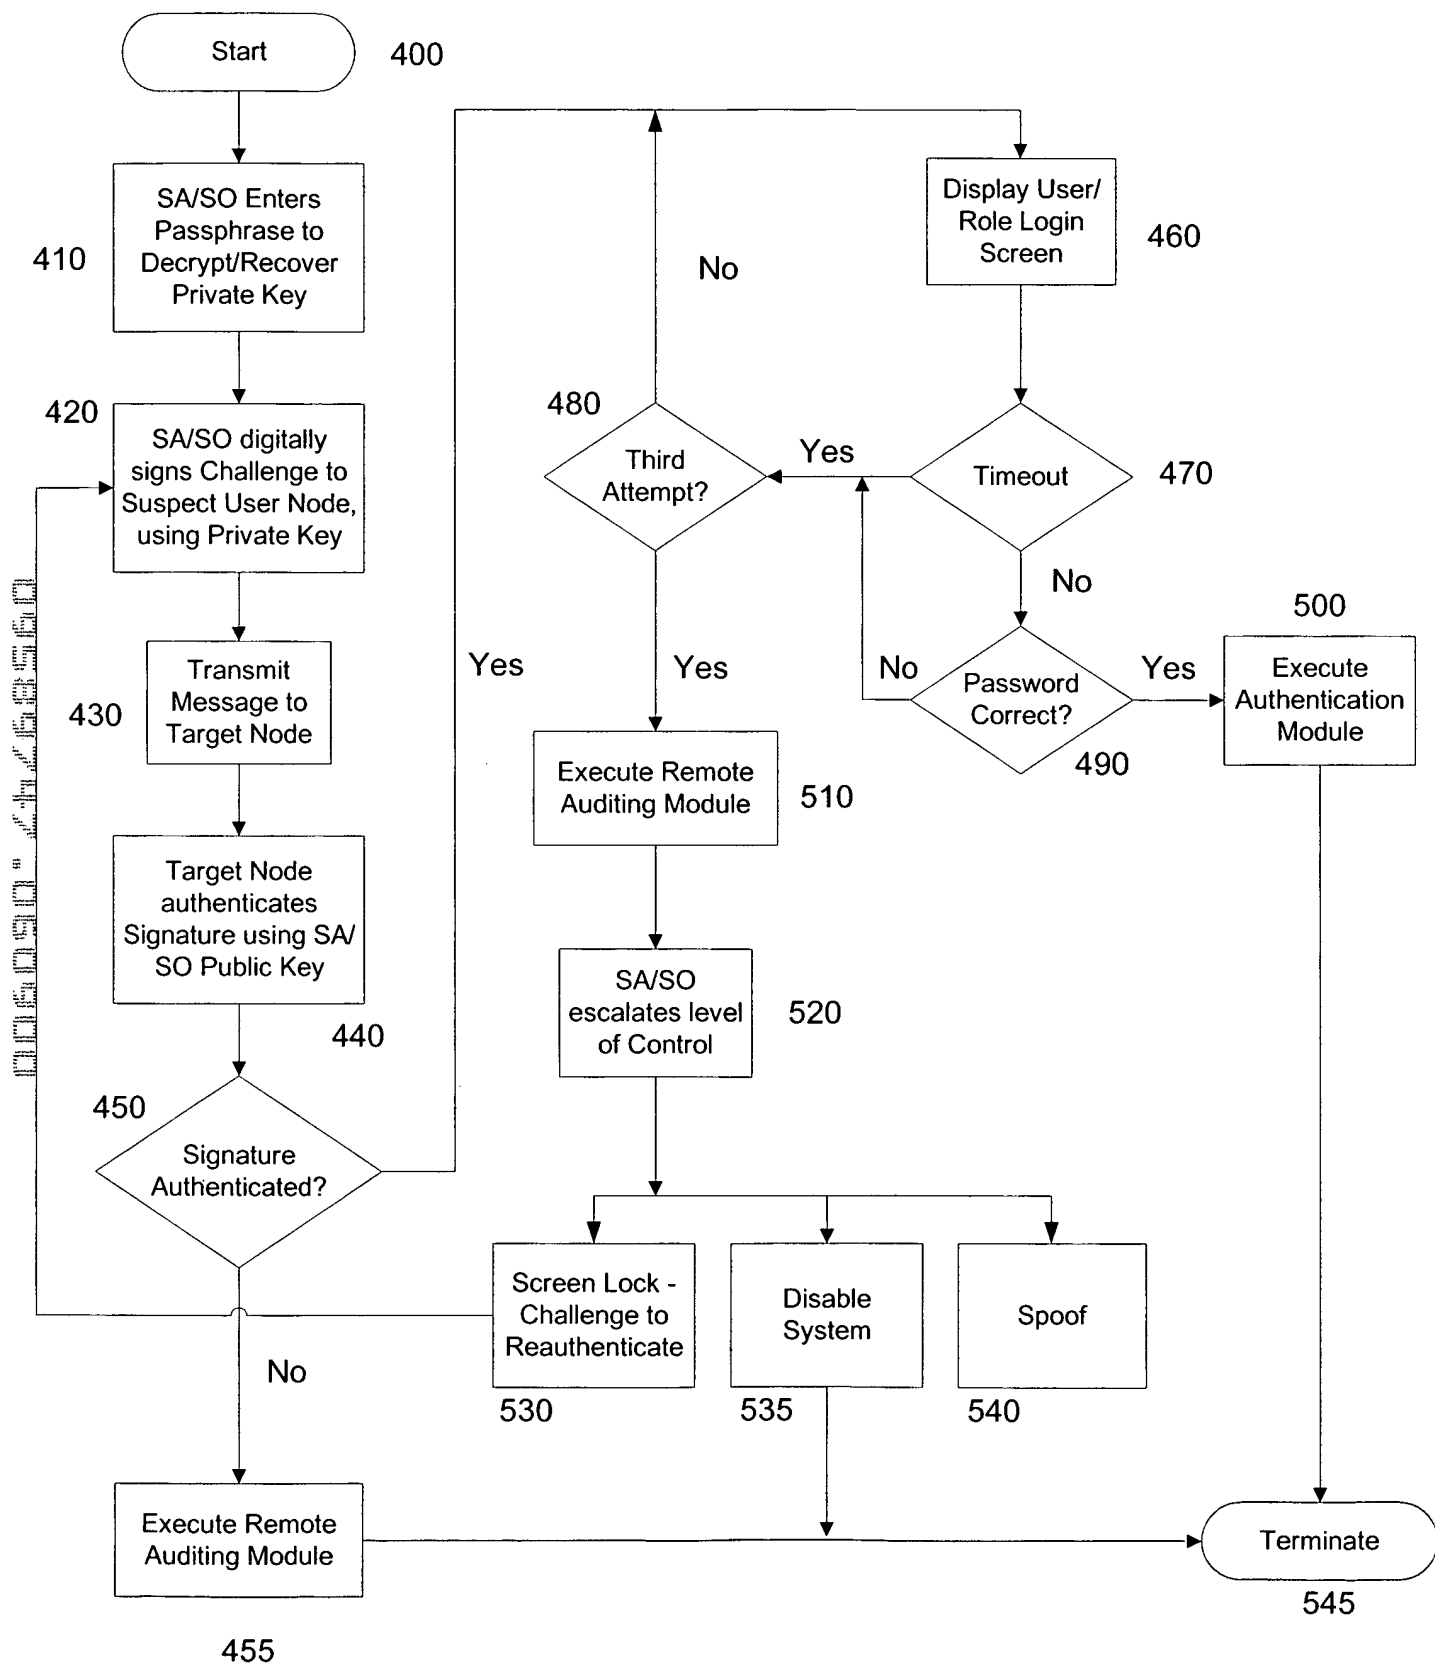 Start
400
SA/SO Enters
Passphrase to
Decrypt/Recover
Private Key
410
420
SA/SO digitally
signs Challenge to
Suspect User Node,
using Private Key
Transmit
Message to
Target Node
430
Target Node
authenticates
Signature using SA/
SO Public Key
440
450
Signature
Authenticated?
Yes
No
Execute Remote
Auditing Module
455
Display User/
Role Login
Screen
460
Timeout
470
Yes
No
480
Third
Attempt?
No
Yes
Password
Correct?
490
No
Yes
500
Execute
Authentication
Module
Execute Remote
Auditing Module
510
SA/SO
escalates level
of Control
520
Screen Lock -
Challenge to
Reauthenticate
530
Disable
System
535
Spoof
540
Terminate
545